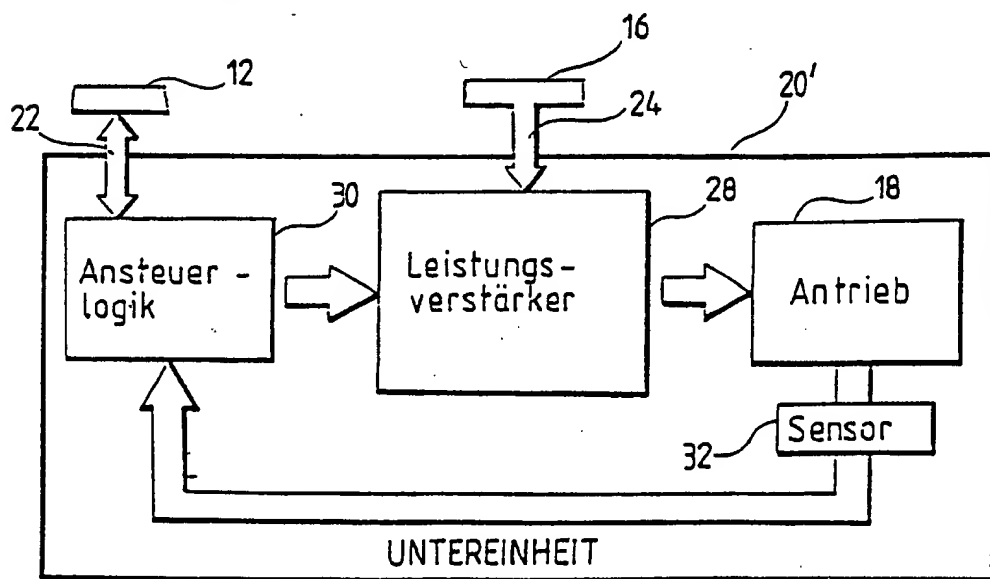 16
12
20'
22
24
30
28
18
Ansteuer-
logik
Leistungs-
verstärker
Antrieb
Sensor
32
UNTEREINHEIT